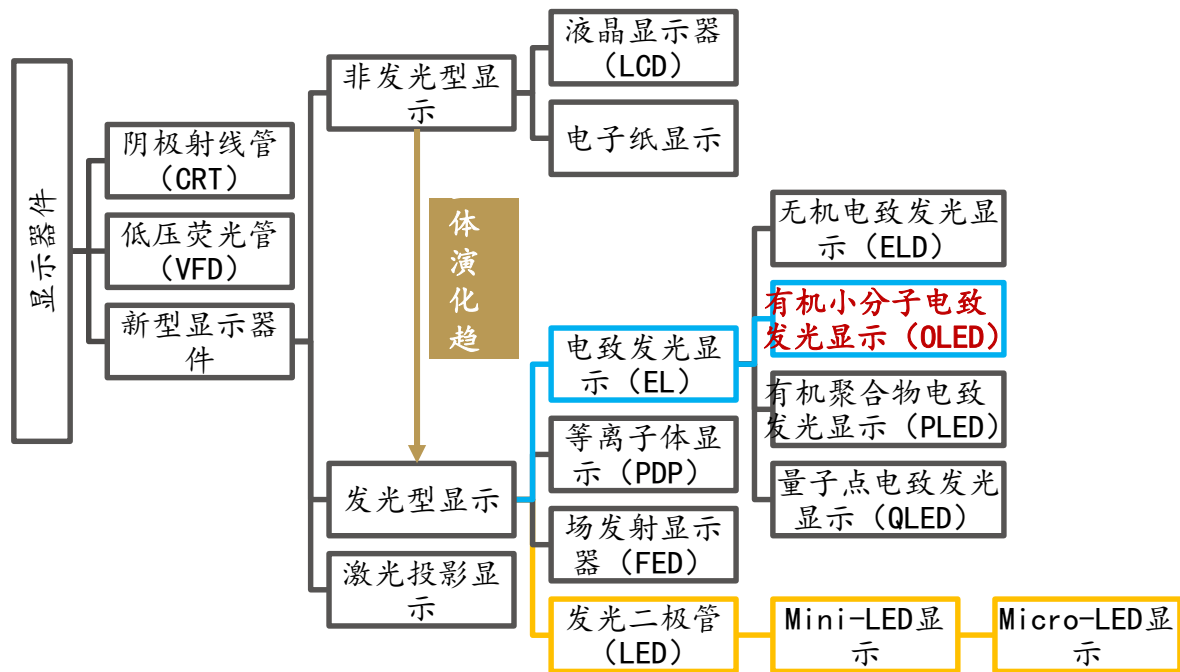 显示器件
阴极射线管
（CRT）
低压荧光管
（VFD）
新型显示器
件
非发光型显
示
液晶显示器
（LCD）
电子纸显示
体
演
化
趋
发光型显示
激光投影显
示
电致发光显
示（EL）
等离子体显
示（PDP）
场发射显示
器（FED）
发光二极管
（LED）
无机电致发光显
示（ELD）
有机小分子电致
发光显示（OLED）
有机聚合物电致
发光显示（PLED）
量子点电致发光
显示（QLED）
Mini-LED显
示
Micro-LED显
示